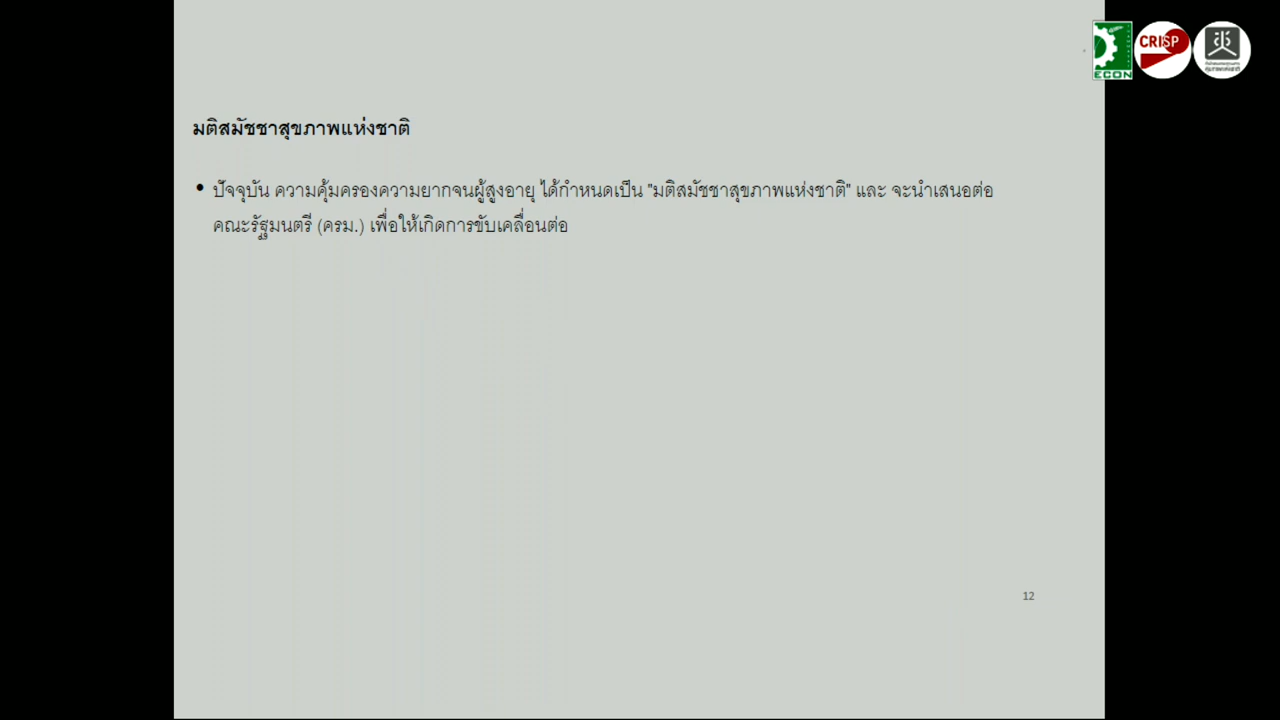 ECON
CRISP
มติสมัชชาสุขภาพแห่งชาติ
• ปัจจุบัน ความคุ้มครองความยากจนผู้สูงอายุ ได้กำหนดเป็น "มติสมัชชาสุขภาพแห่งชาติ" และ จะนำเสนอต่อ
คณะรัฐมนตรี (ครม.) เพื่อให้เกิดการขับเคลื่อนต่อ
12